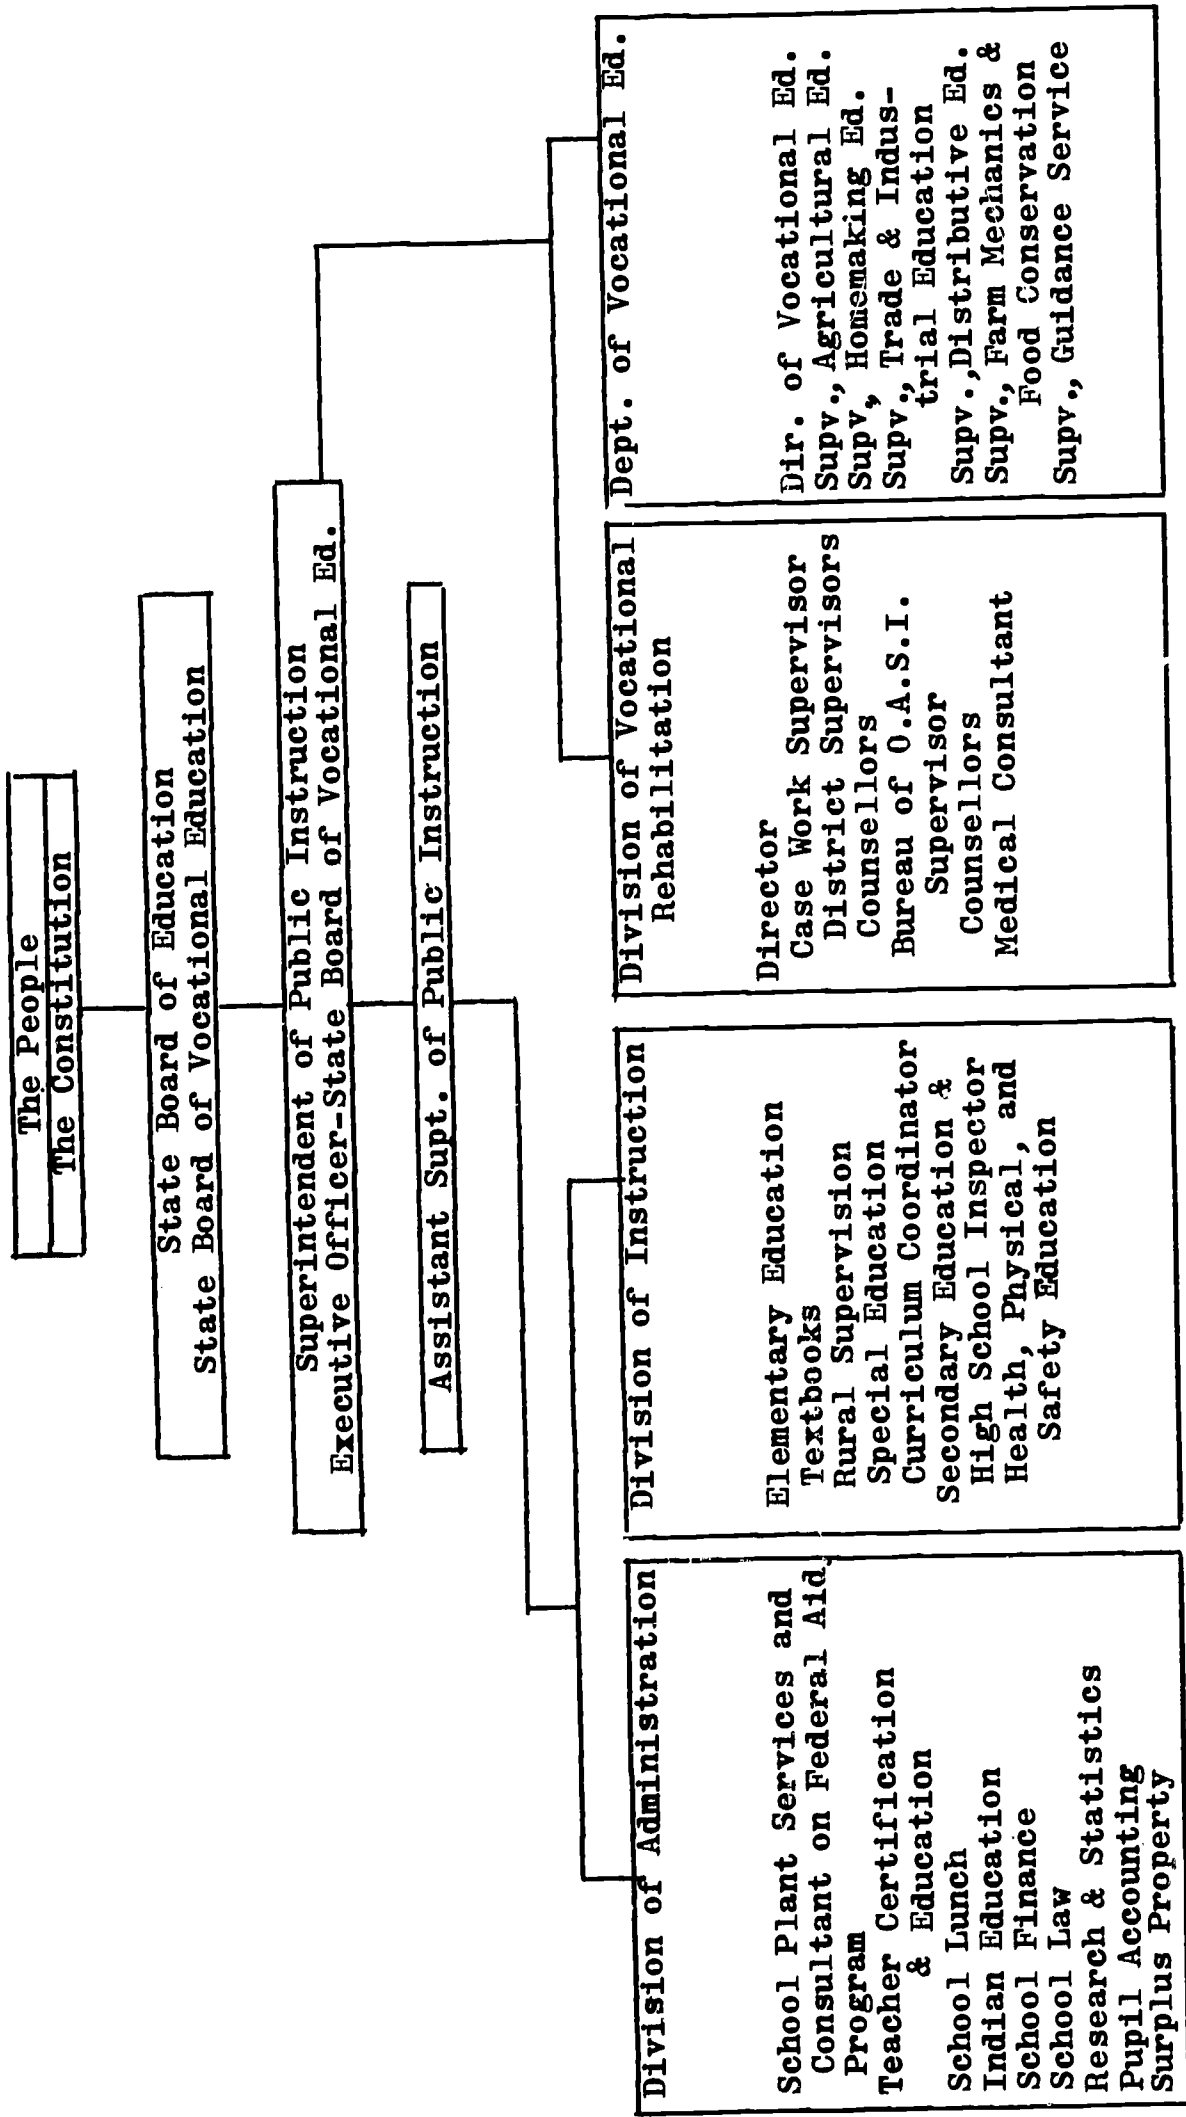 The People
The Constitution
State Board of Education
State Board of Vocational Education
Superintendent of Public Instruction
Executive Officer-State Board of Vocational Ed.
Assistant Supt. of Public Instruction
Division of Administration
School Plant Services and
Consultant on Federal Aid
Program
Teacher Certification
& Education
School Lunch
Indian Education
School Finance
School Law
Research & Statistics
Pupil Accounting
Surplus Property
Division of Instruction
Elementary Education
Textbooks
Rural Supervision
Special Education
Curriculum Coordinator
Secondary Education &
High School Inspector
Health, Physical, and
Safety Education
Division of Vocational
Rehabilitation
Director
Case Work Supervisor
District Supervisors
Counsellors
Bureau of O.A.S.I.
Supervisor
Counsellors
Medical Consultant
Dept. of Vocational Ed.
Dir. of Vocational Ed.
Supv., Agricultural Ed.
Supv, Homemaking Ed.
Supv., Trade & Indus-
trial Education
Supv.,Distributive Ed.
Supv., Farm Mechanics &
Food Conservation
Supv., Guidance Service